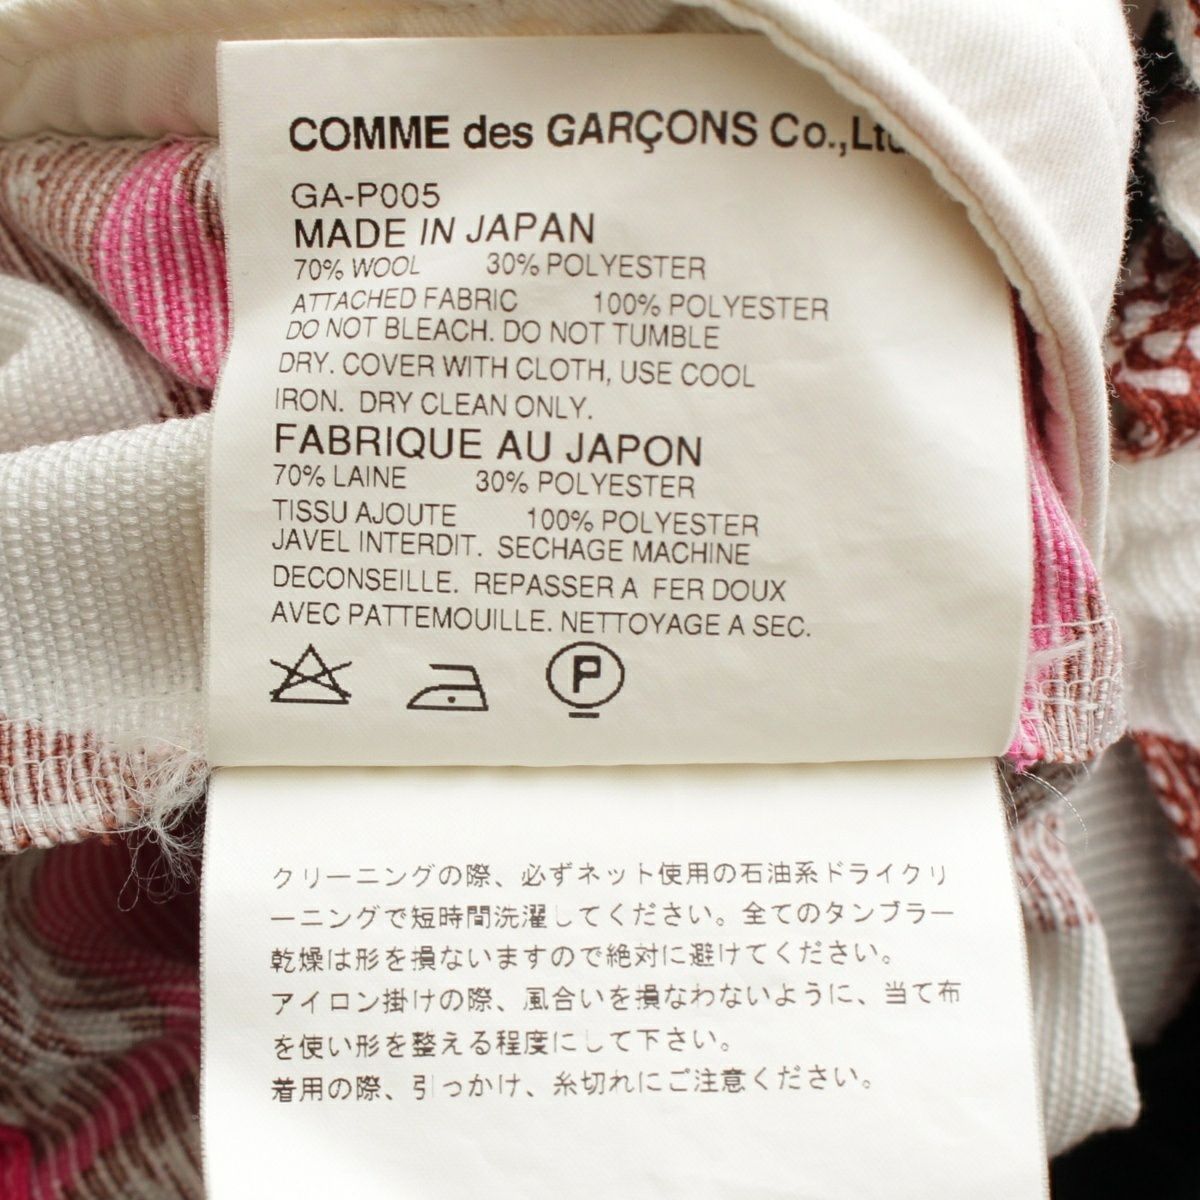 COMME des GARÇONS Co.,Ltd.
GA-P005
MADE IN JAPAN
70% WOOL 30% POLYESTER
ATTACHED FABRIC 100% POLYESTER
DO NOT BLEACH. DO NOT TUMBLE
DRY. COVER WITH CLOTH, USE COOL
IRON. DRY CLEAN ONLY.
FABRIQUE AU JAPON
70% LAINE 30% POLYESTER
TISSU AJOUTE 100% POLYESTER
JAVEL INTERDIT. SECHAGE MACHINE
DECONSEILLE. REPASSER A FER DOUX
AVEC PATTEMOUILLE. NETTOYAGE A SEC.
P
クリーニングの際、必ずネット使用の石油系ドライクリ
ーニングで短時間洗濯してください。全てのタンブラー
乾燥は形を損ないますので絶対に避けてください。
アイロン掛けの際、風合いを損なわないように、当て布
を使い形を整える程度にして下さい。
着用の際、引っかけ、糸切れにご注意ください。